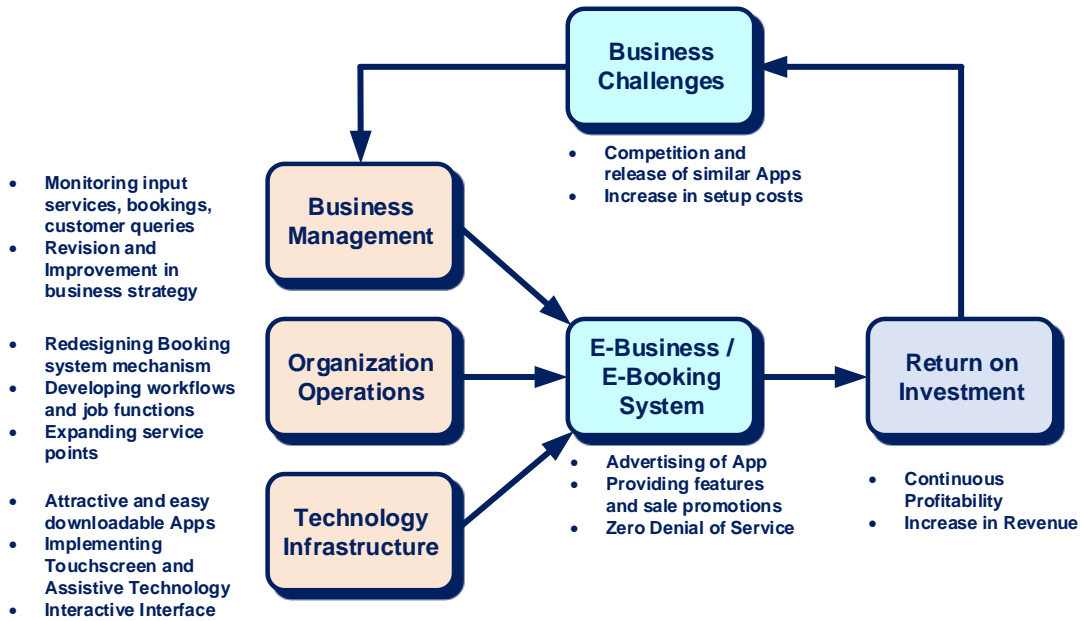 Business
Challenges
• Competition and
release of similar Apps
• Increase in setup costs
• Monitoring input
services, bookings,
customer queries
• Revision and
Improvement in
business strategy
Business
Management
• Redesigning Booking
system mechanism
• Developing workflows
and job functions
• Expanding service
points
Organization
Operations
E-Business /
E-Booking
System
• Advertising of App
• Providing features
and sale promotions
• Zero Denial of Service
Return on
Investment
• Continuous
Profitability
• Increase in Revenue
• Attractive and easy
downloadable Apps
• Implementing
Touchscreen and
Assistive Technology
• Interactive Interface
Technology
Infrastructure